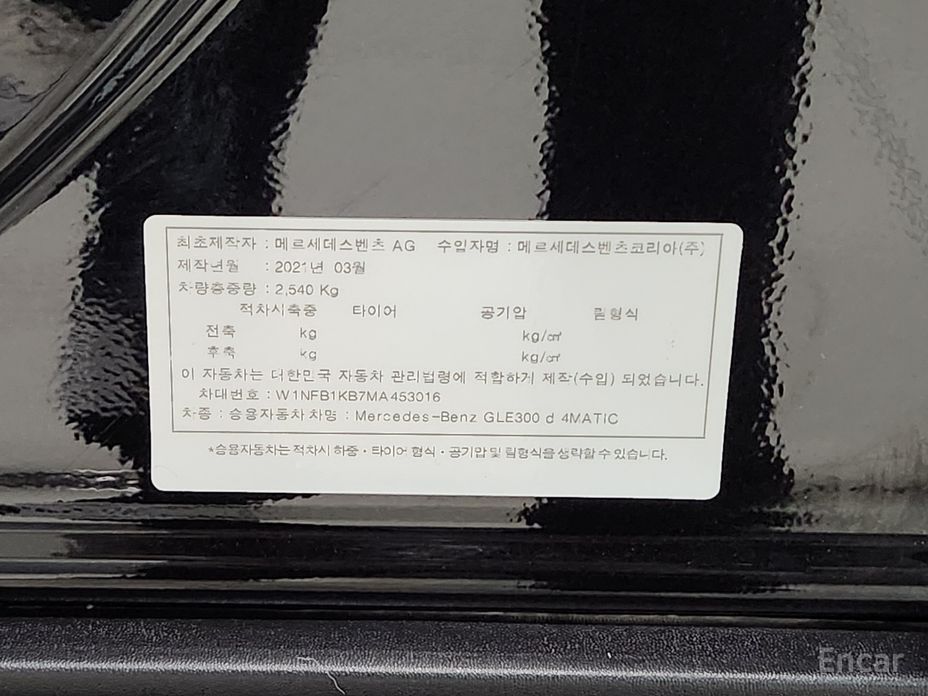 최초제작자 : 메르세데스벤츠 AG 수입자명 : 메르세데스벤츠코리아(주)
제작년월 : 2021년 03월
차량총중량 : 2,540 Kg
적차시축중 타이어 공기압 림형식
전축 kg kg/㎠
후축 kg kg/㎠
이 자동차는 대한민국 자동차 관리법령에 적합하게 제작(수입) 되었습니다.
차대번호 : W1NFB1KB7MA453016
차종 : 승용자동차 차명 : Mercedes-Benz GLE300 d 4MATIC
*승용자동차는 적차시 하중·타이어 형식·공기압 및 림형식을 생략할 수 있습니다.
Encar